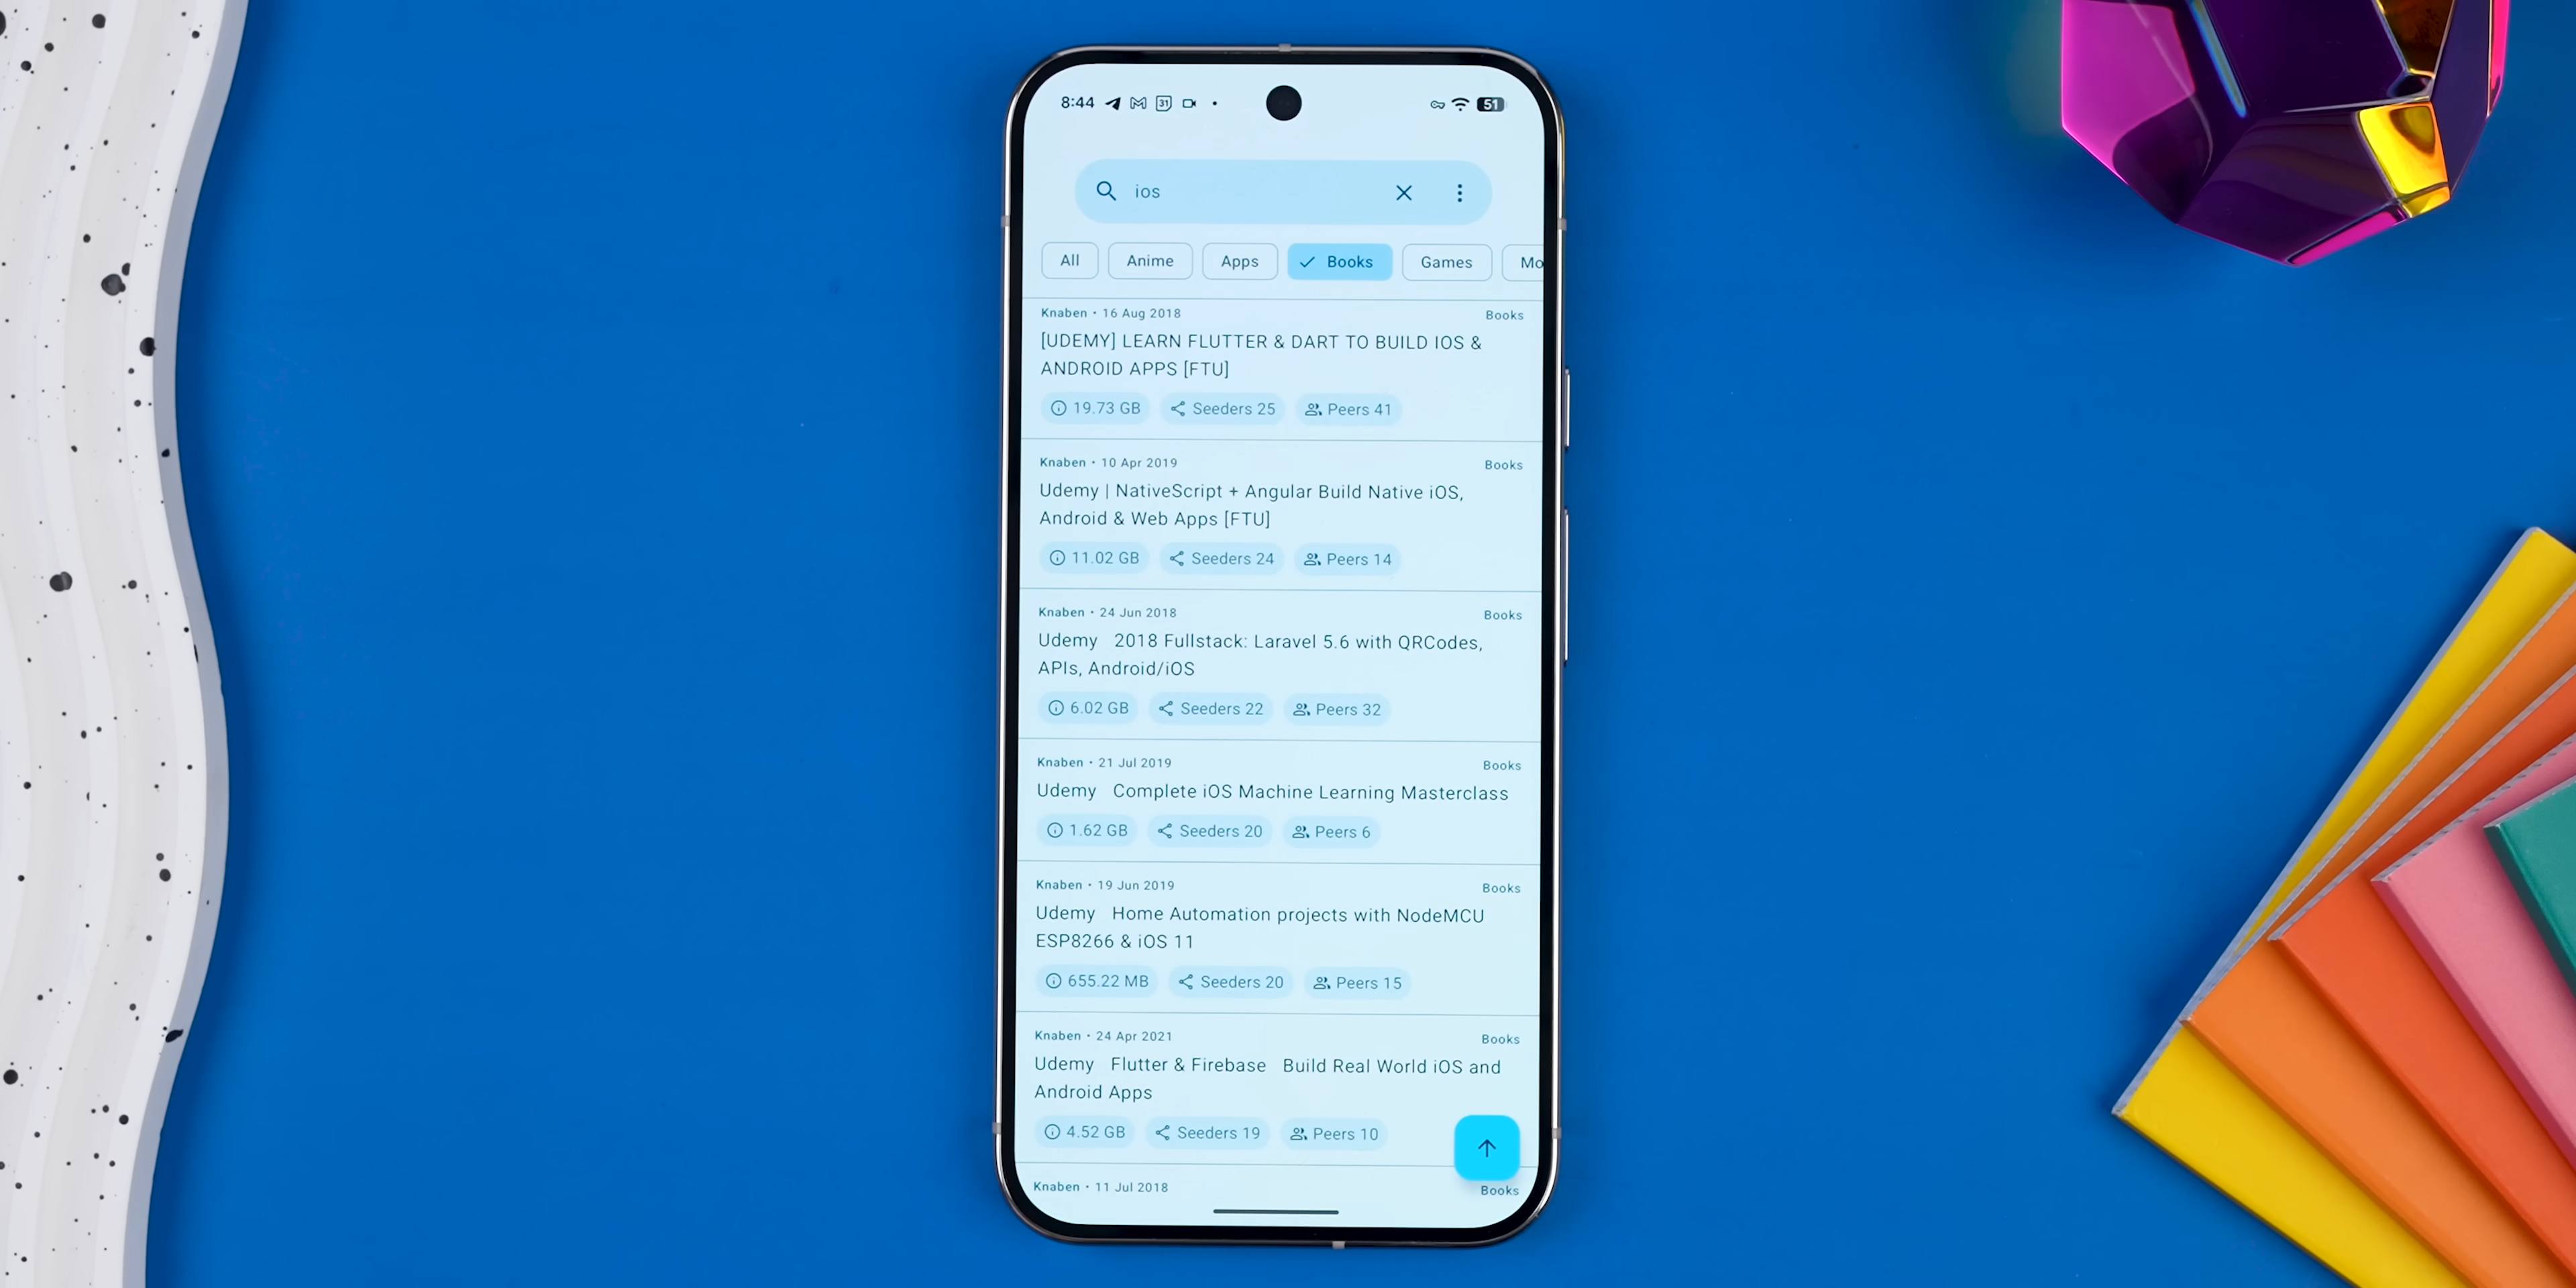 8:44 31 51
ios
All Anime Apps Books Games Mo
Knaben • 16 Aug 2018 Books
[UDEMY] LEARN FLUTTER & DART TO BUILD IOS &
ANDROID APPS [FTU]
19.73 GB Seeders 25 Peers 41
Knaben • 10 Apr 2019 Books
Udemy | NativeScript + Angular Build Native iOS,
Android & Web Apps [FTU]
11.02 GB Seeders 24 Peers 14
Knaben • 24 Jun 2018 Books
Udemy 2018 Fullstack: Laravel 5.6 with QRCodes,
APIs, Android/iOS
6.02 GB Seeders 22 Peers 32
Knaben • 21 Jul 2019 Books
Udemy Complete iOS Machine Learning Masterclass
1.62 GB Seeders 20 Peers 6
Knaben • 19 Jun 2019 Books
Udemy Home Automation projects with NodeMCU
ESP8266 & iOS 11
655.22 MB Seeders 20 Peers 15
Knaben • 24 Apr 2021 Books
Udemy Flutter & Firebase Build Real World iOS and
Android Apps
4.52 GB Seeders 19 Peers 10
Knaben • 11 Jul 2018 Books